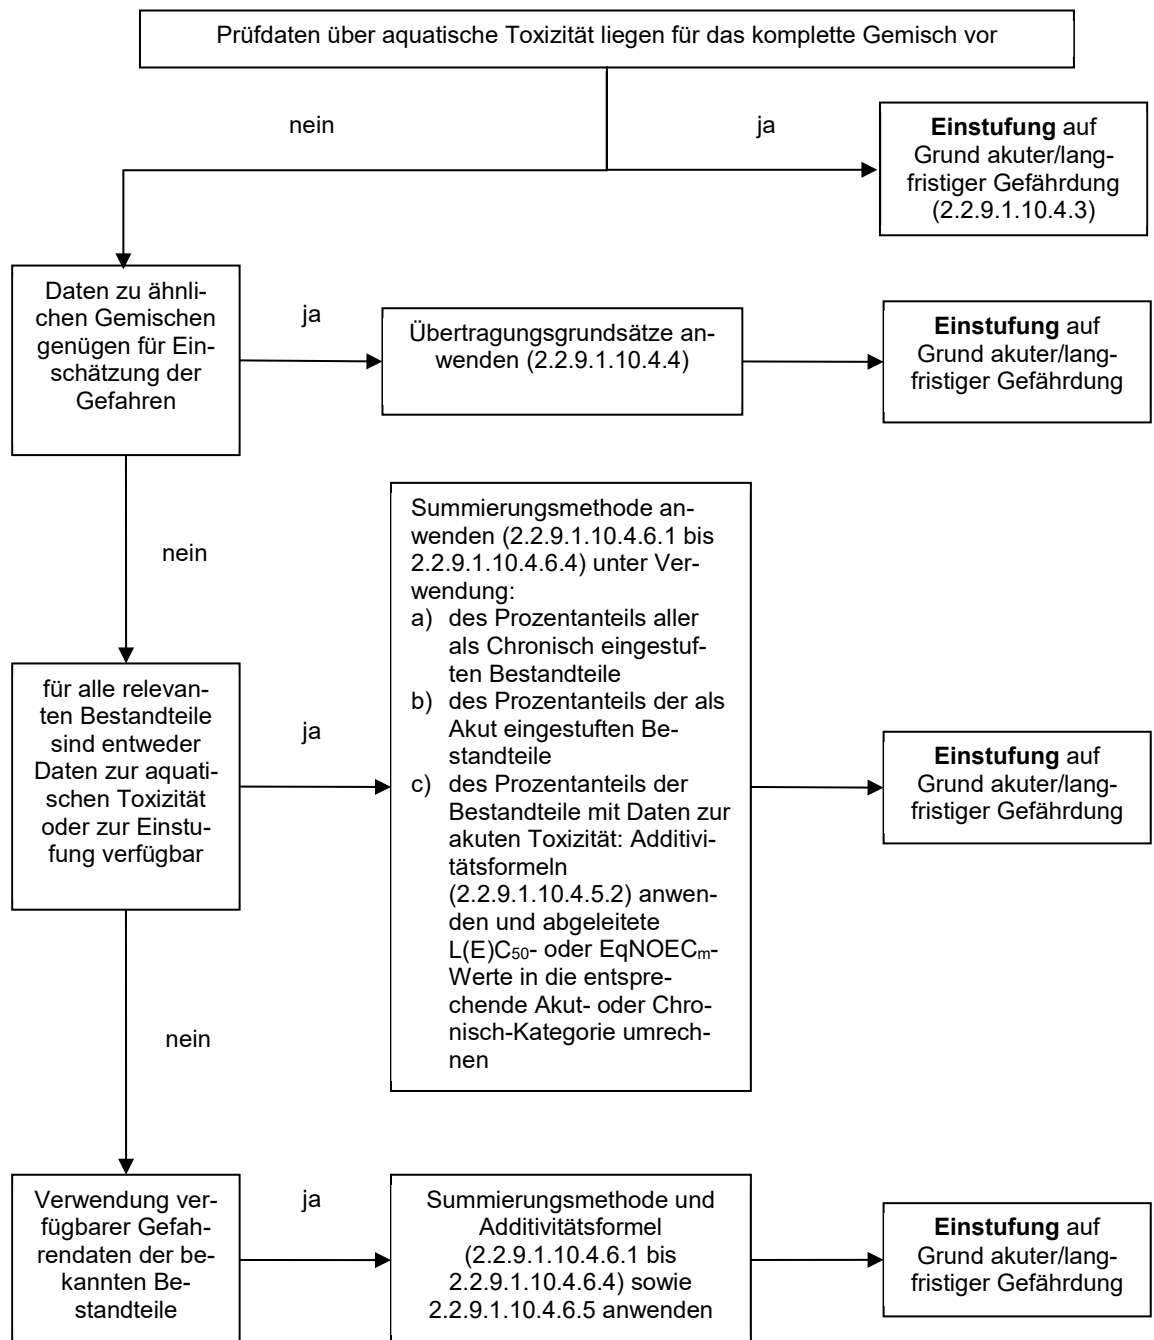 Prüfdaten über aquatische Toxizität liegen für das komplette Gemisch vor
nein
ja
Einstufung auf
Grund akuter/lang-
fristiger Gefährdung
(2.2.9.1.10.4.3)
Daten zu ähnli-
chen Gemischen
genügen für Ein-
schätzung der
Gefahren
ja
Übertragungsgrundsätze an-
wenden (2.2.9.1.10.4.4)
Einstufung auf
Grund akuter/lang-
fristiger Gefährdung
nein
Summierungsmethode an-
wenden (2.2.9.1.10.4.6.1 bis
2.2.9.1.10.4.6.4) unter Ver-
wendung:
a) des Prozentanteils aller
als Chronisch eingestuf-
ten Bestandteile
b) des Prozentanteils der als
Akut eingestuften Be-
standteile
c) des Prozentanteils der
Bestandteile mit Daten zur
akuten Toxizität: Additivi-
tätsformeln
(2.2.9.1.10.4.5.2) anwen-
den und abgeleitete
L(E)C50- oder EqNOECm-
Werte in die entspre-
chende Akut- oder Chro-
nisch-Kategorie umrech-
nen
für alle relevan-
ten Bestandteile
sind entweder
Daten zur aquati-
schen Toxizität
oder zur Einstu-
fung verfügbar
ja
Einstufung auf
Grund akuter/lang-
fristiger Gefährdung
nein
Verwendung ver-
fügbarer Gefah-
rendaten der be-
kannten Be-
standteile
ja
Summierungsmethode und
Additivitätsformel
(2.2.9.1.10.4.6.1 bis
2.2.9.1.10.4.6.4) sowie
2.2.9.1.10.4.6.5 anwenden
Einstufung auf
Grund akuter/lang-
fristiger Gefährdung